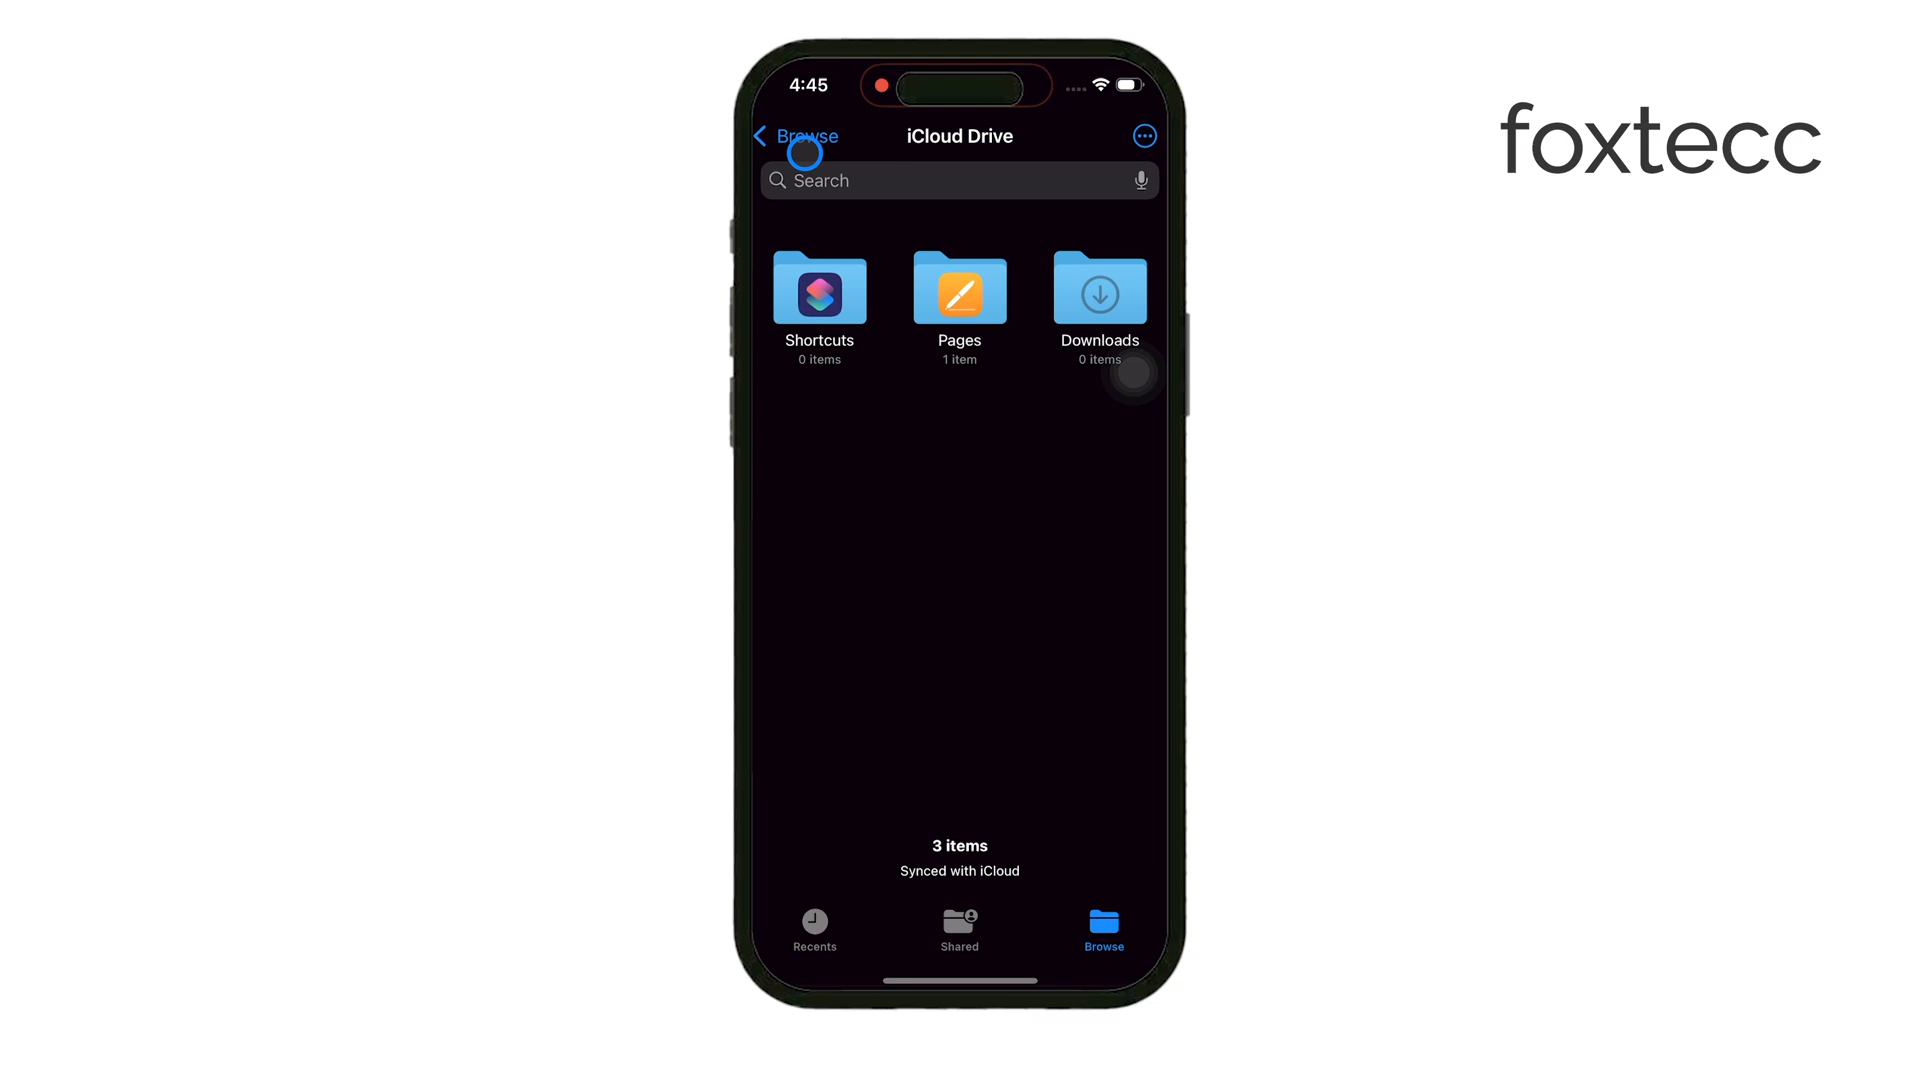 4:45
foxtecc
Browse
iCloud Drive
Search
Shortcuts
Pages
Downloads
0 items
1 item
0 items
3 items
Synced with iCloud
Recents
Shared
Browse